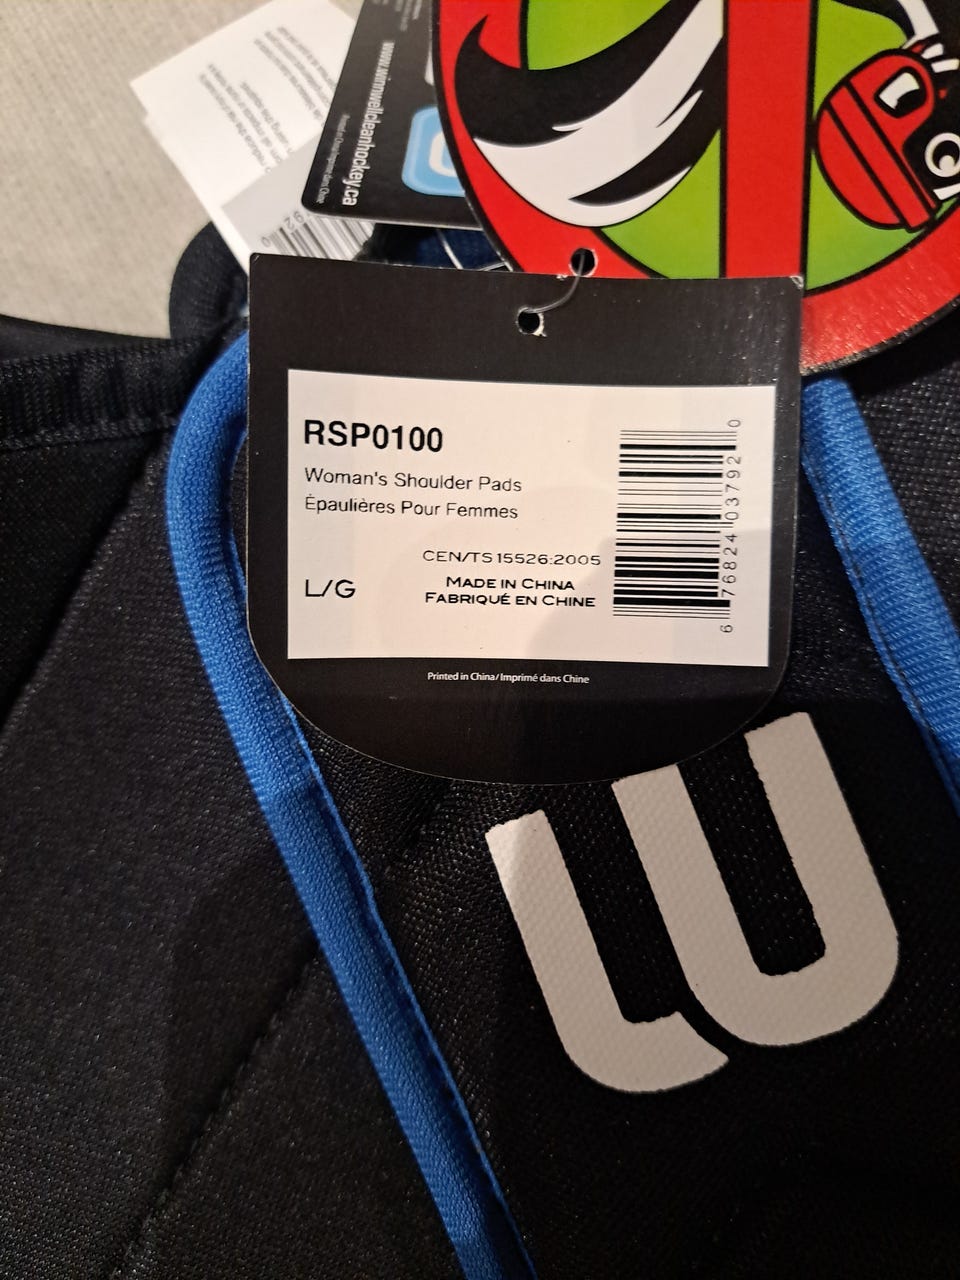 www.winnwellcleanhockey.ca
RSP0100
Woman's Shoulder Pads
Épaulières Pour Femmes
CEN/TS 15526:2005
L/G
MADE IN CHINA
FABRIQUÉ EN CHINE
6 76824 03792 0
Printed in China/Imprimé dans Chine